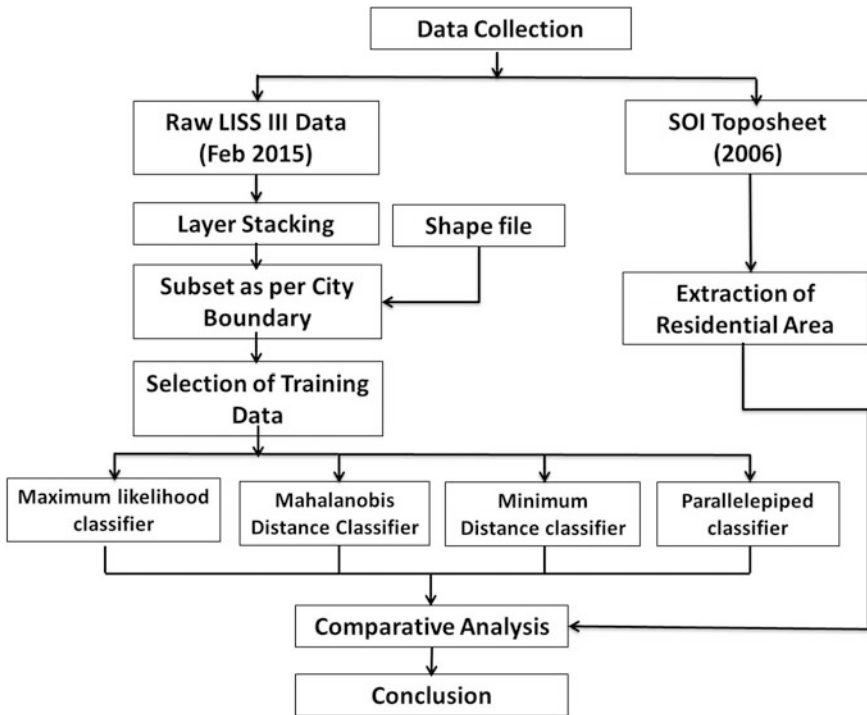 Data Collection
Raw LISS III Data
(Feb 2015)
SOI Toposheet
(2006)
Layer Stacking
Shape file
Subset as per City
Boundary
Extraction of
Residential Area
Selection of Training
Data
Maximum likelihood
classifier
Mahalanobis
Distance Classifier
Minimum
Distance classifier
Parallelepiped
classifier
Comparative Analysis
Conclusion